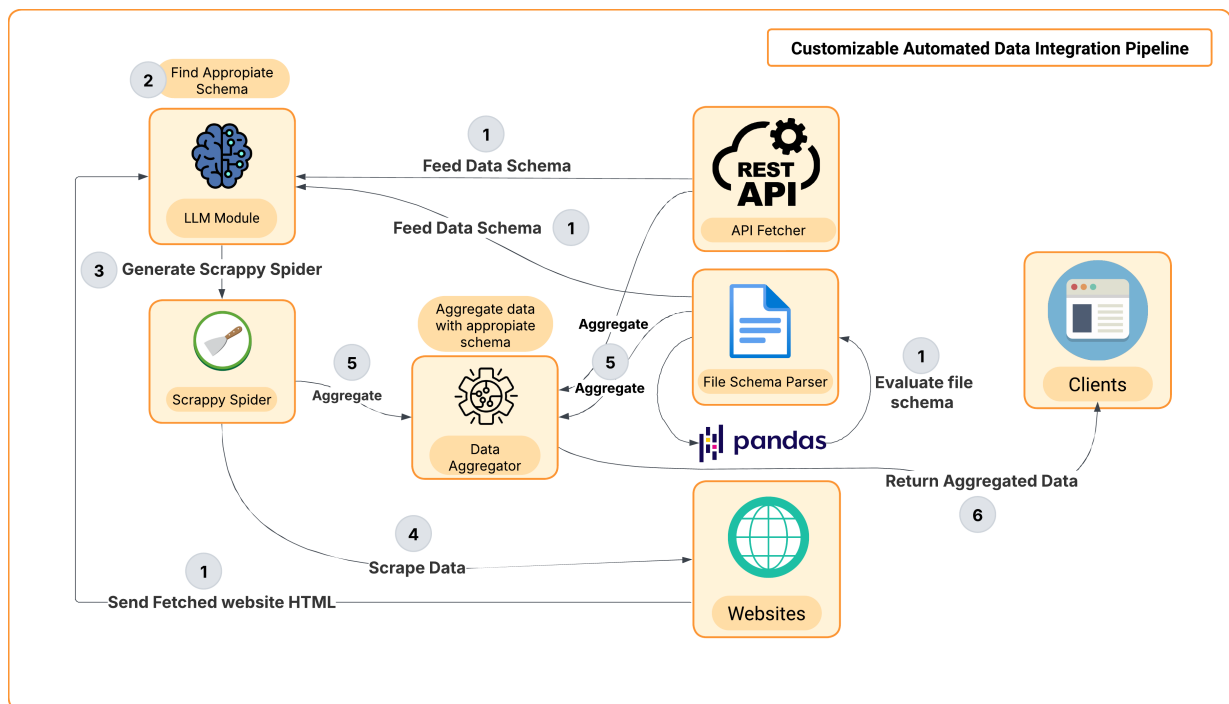 Customizable Automated Data Integration Pipeline
2
Find Appropiate
Schema
LLM Module
1
Feed Data Schema
REST
API
API Fetcher
Feed Data Schema
1
3
Generate Scrappy Spider
Scrappy Spider
Aggregate data
with appropiate
schema
Aggregate
5
Aggregate
5
Aggregate
Data
Aggregator
File Schema Parser
1
Evaluate file
schema
pandas
Clients
Return Aggregated Data
6
4
Scrape Data
1
Send Fetched website HTML
Websites